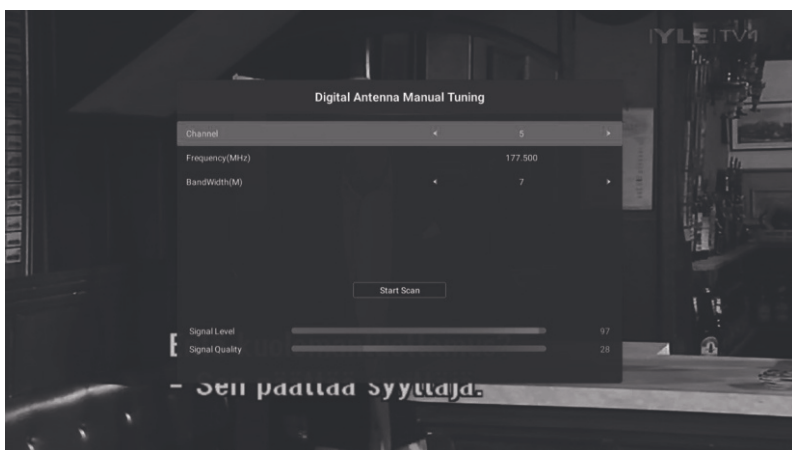 YLE TV1
Digital Antenna Manual Tuning
Channel 5
Frequency(MHz) 177.500
BandWidth(M) 7
Start Scan
Signal Level 97
Signal Quality 28
– Sen päättää syyttäjä.